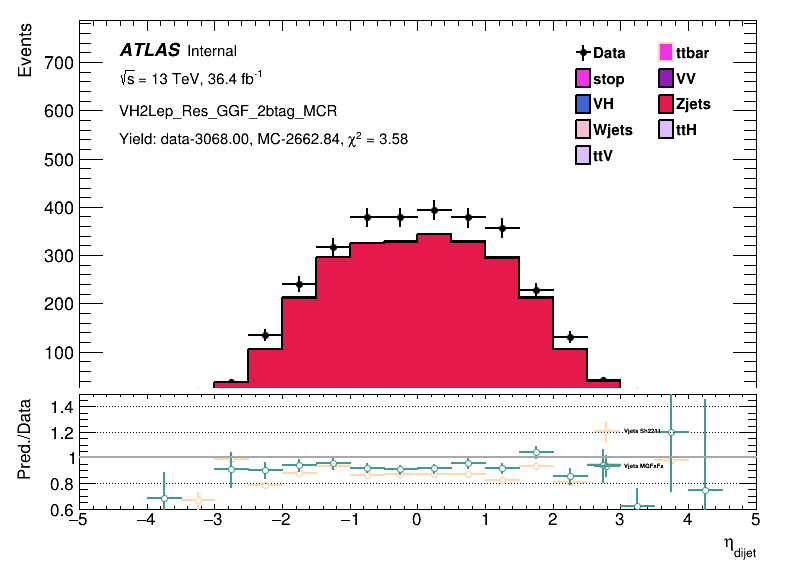 Events
700
600
500
400
300
200
100
ATLAS Internal
√s = 13 TeV, 36.4 fb⁻¹
VH2Lep_Res_GGF_2btag_MCR
Yield: data-3068.00, MC-2662.84, χ² = 3.58
Data
ttbar
stop
VV
VH
Zjets
Wjets
ttH
ttV
Pred./Data
1.4
1.2
1
0.8
0.6
Vjets Sh2211
Vjets MGFxFx
−5 −4 −3 −2 −1 0 1 2 3 4 5
η_dijet